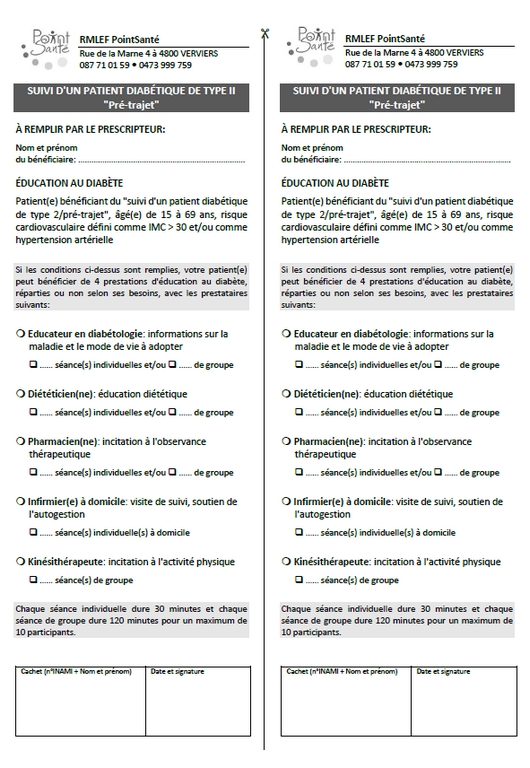 Point
Santé
RMLEF PointSanté
Rue de la Marne 4 à 4800 VERVIERS
087 71 01 59 • 0473 999 759
SUIVI D'UN PATIENT DIABÉTIQUE DE TYPE II
"Pré-trajet"
À REMPLIR PAR LE PRESCRIPTEUR:
Nom et prénom
du bénéficiaire: ................................................................
ÉDUCATION AU DIABÈTE
Patient(e) bénéficiant du "suivi d'un patient diabétique
de type 2/pré-trajet", âgé(e) de 15 à 69 ans, risque
cardiovasculaire défini comme IMC > 30 et/ou comme
hypertension artérielle
Si les conditions ci-dessus sont remplies, votre patient(e)
peut bénéficier de 4 prestations d'éducation au diabète,
réparties ou non selon ses besoins, avec les prestataires
suivants:
❍ Educateur en diabétologie: informations sur la
maladie et le mode de vie à adopter
❑ ...... séance(s) individuelles et/ou ❑ ...... de groupe
❍ Diététicien(ne): éducation diététique
❑ ...... séance(s) individuelles et/ou ❑ ...... de groupe
❍ Pharmacien(ne): incitation à l'observance
thérapeutique
❑ ...... séance(s) individuelles et/ou ❑ ...... de groupe
❍ Infirmier(e) à domicile: visite de suivi, soutien de
l'autogestion
❑ ...... séance(s) individuelle(s) à domicile
❍ Kinésithérapeute: incitation à l'activité physique
❑ ...... séance(s) de groupe
Chaque séance individuelle dure 30 minutes et chaque
séance de groupe dure 120 minutes pour un maximum de
10 participants.
Cachet (n°INAMI + Nom et prénom)
Date et signature
Point
Santé
RMLEF PointSanté
Rue de la Marne 4 à 4800 VERVIERS
087 71 01 59 • 0473 999 759
SUIVI D'UN PATIENT DIABÉTIQUE DE TYPE II
"Pré-trajet"
À REMPLIR PAR LE PRESCRIPTEUR:
Nom et prénom
du bénéficiaire: ................................................................
ÉDUCATION AU DIABÈTE
Patient(e) bénéficiant du "suivi d'un patient diabétique
de type 2/pré-trajet", âgé(e) de 15 à 69 ans, risque
cardiovasculaire défini comme IMC > 30 et/ou comme
hypertension artérielle
Si les conditions ci-dessus sont remplies, votre patient(e)
peut bénéficier de 4 prestations d'éducation au diabète,
réparties ou non selon ses besoins, avec les prestataires
suivants:
❍ Educateur en diabétologie: informations sur la
maladie et le mode de vie à adopter
❑ ...... séance(s) individuelles et/ou ❑ ...... de groupe
❍ Diététicien(ne): éducation diététique
❑ ...... séance(s) individuelles et/ou ❑ ...... de groupe
❍ Pharmacien(ne): incitation à l'observance
thérapeutique
❑ ...... séance(s) individuelles et/ou ❑ ...... de groupe
❍ Infirmier(e) à domicile: visite de suivi, soutien de
l'autogestion
❑ ...... séance(s) individuelle(s) à domicile
❍ Kinésithérapeute: incitation à l'activité physique
❑ ...... séance(s) de groupe
Chaque séance individuelle dure 30 minutes et chaque
séance de groupe dure 120 minutes pour un maximum de
10 participants.
Cachet (n°INAMI + Nom et prénom)
Date et signature